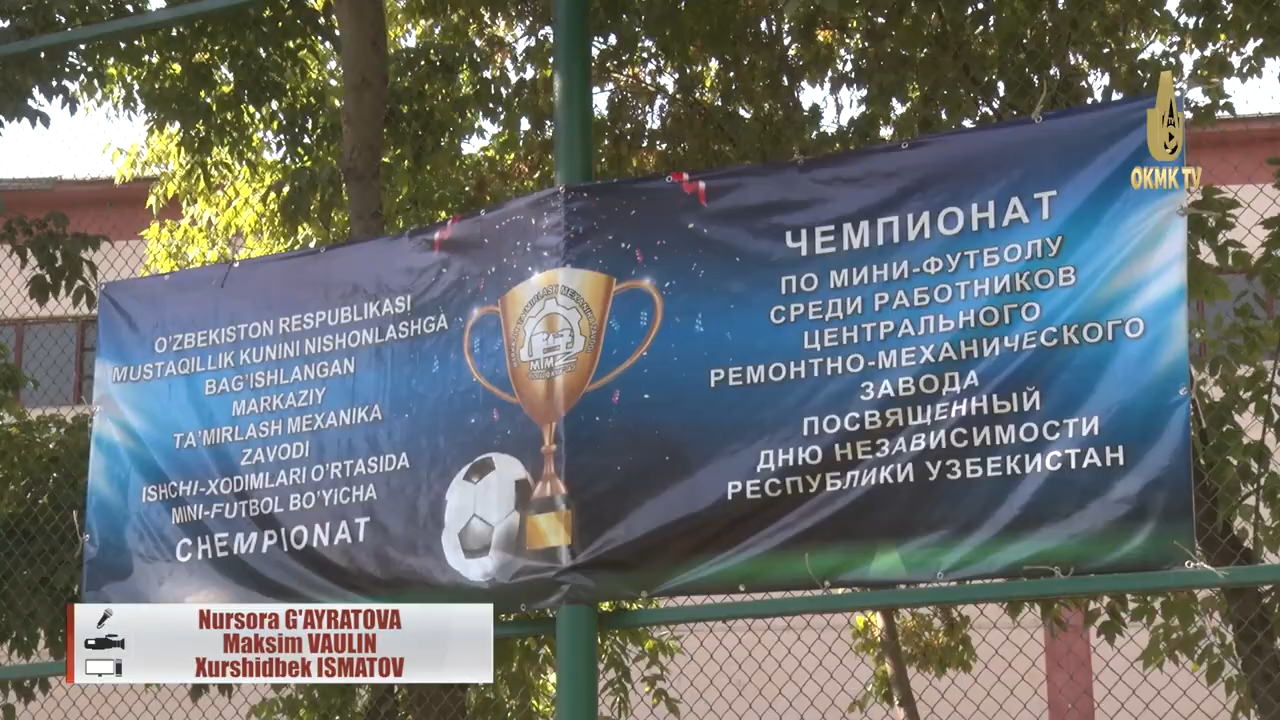 OKMK TV
O'ZBEKISTON RESPUBLIKASI
MUSTAQILLIK KUNINI NISHONLASHGA
BAG'ISHLANGAN
MARKAZIY
TA'MIRLASH MEXANIKA
ZAVODI
ISHCHI-XODIMLARI O'RTASIDA
MINI-FUTBOL BO'YICHA
CHEMPIONAT
MIMZ
ЧЕМПИОНАТ
ПО МИНИ-ФУТБОЛУ
СРЕДИ РАБОТНИКОВ
ЦЕНТРАЛЬНОГО
РЕМОНТНО-МЕХАНИЧЕСКОГО
ЗАВОДА
ПОСВЯЩЕННЫЙ
ДНЮ НЕЗАВИСИМОСТИ
РЕСПУБЛИКИ УЗБЕКИСТАН
Nursora G'AYRATOVA
Maksim VAULIN
Xurshidbek ISMATOV